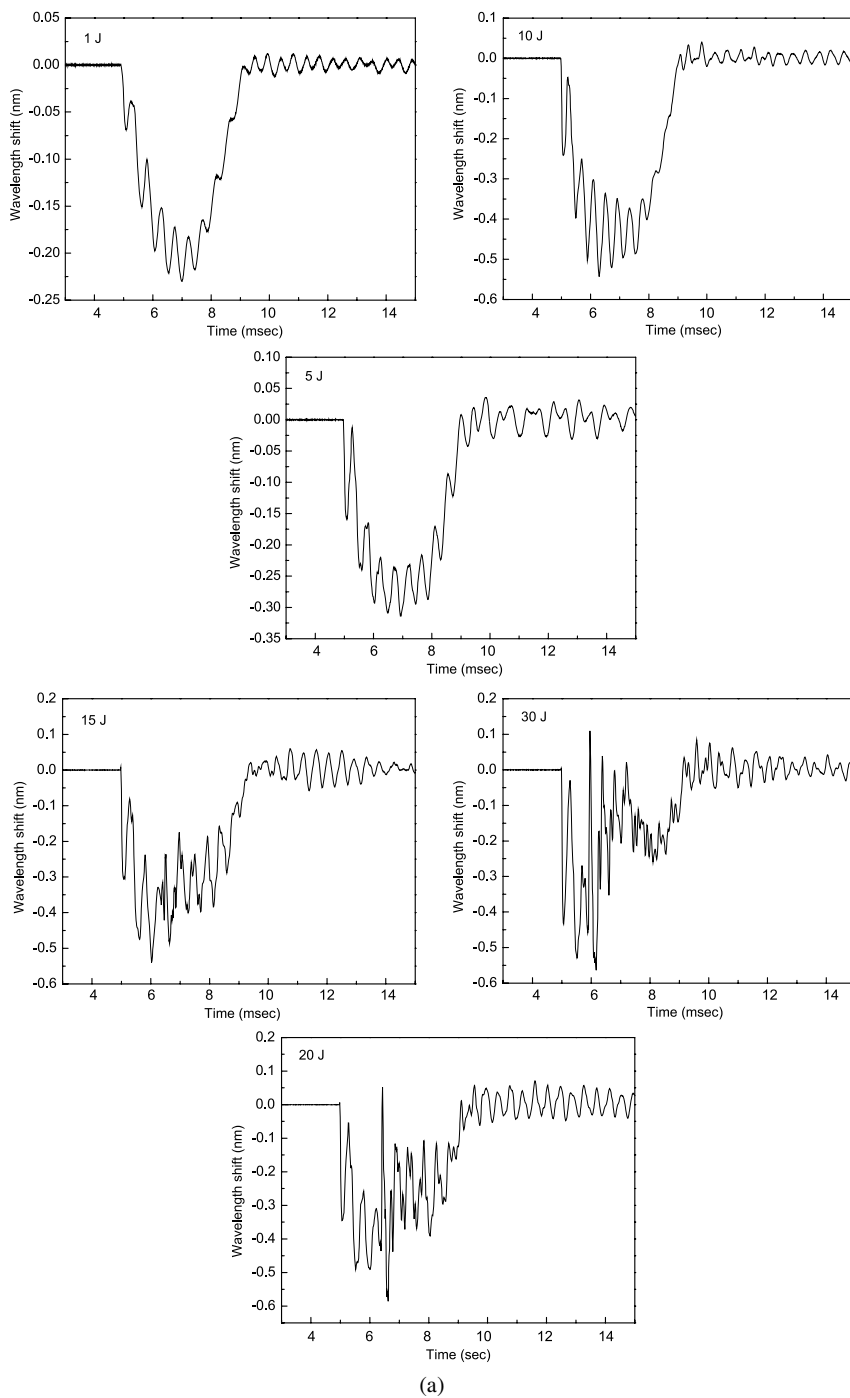 0.05
1 J
0.00
-0.05
-0.10
-0.15
-0.20
-0.25
Wavelength shift (nm)
4 6 8 10 12 14
Time (msec)
0.1
10 J
0.0
-0.1
-0.2
-0.3
-0.4
-0.5
-0.6
Wavelength shift (nm)
4 6 8 10 12 14
Time (msec)
0.10
5 J
0.05
0.00
-0.05
-0.10
-0.15
-0.20
-0.25
-0.30
-0.35
Wavelength shift (nm)
4 6 8 10 12 14
Time (msec)
0.2
15 J
0.1
0.0
-0.1
-0.2
-0.3
-0.4
-0.5
-0.6
Wavelength shift (nm)
4 6 8 10 12 14
Time (msec)
0.2
30 J
0.1
0.0
-0.1
-0.2
-0.3
-0.4
-0.5
-0.6
Wavelength shift (nm)
4 6 8 10 12 14
Time (msec)
0.2
20 J
0.1
0.0
-0.1
-0.2
-0.3
-0.4
-0.5
-0.6
Wavelength shift (nm)
4 6 8 10 12 14
Time (sec)
(a)